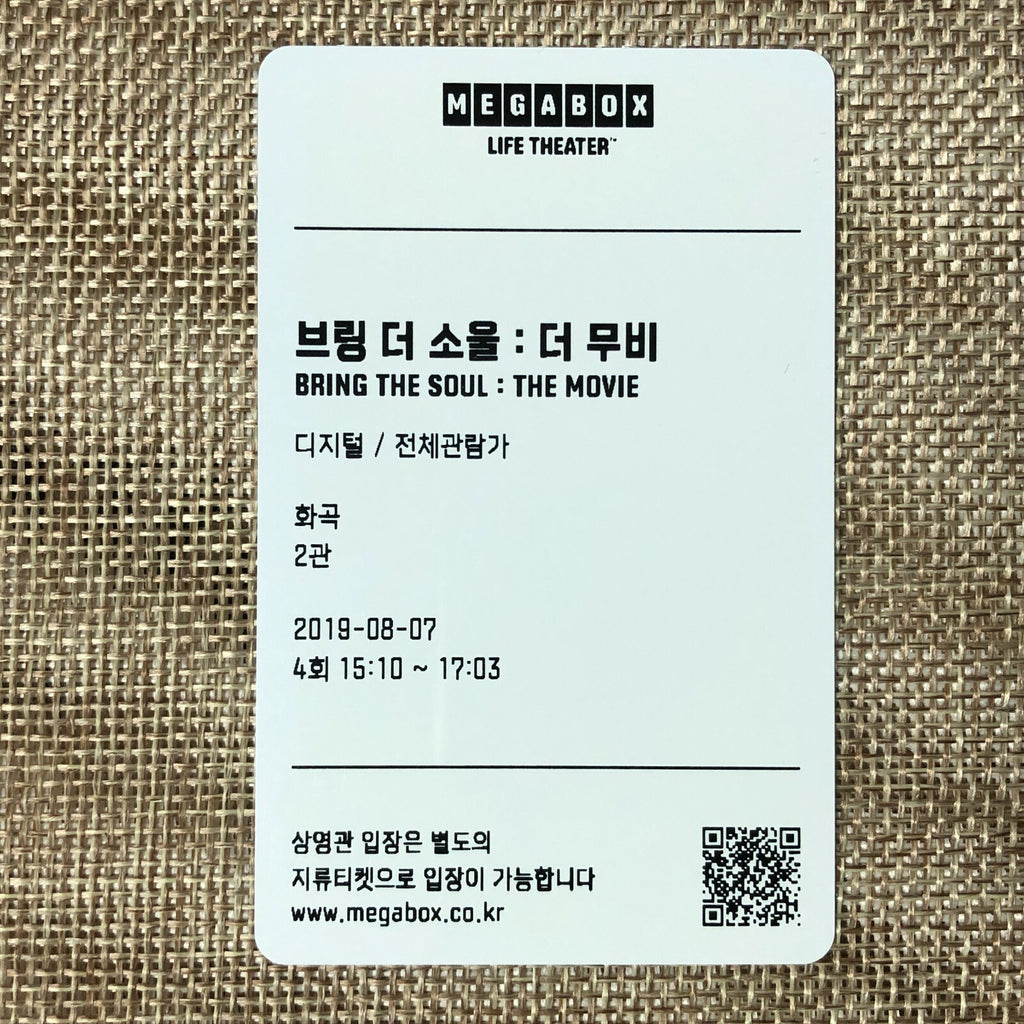 MEGABOX
LIFE THEATER™
브링 더 소울 : 더 무비
BRING THE SOUL : THE MOVIE
디지털 / 전체관람가
화곡
2관
2019-08-07
4회 15:10 ~ 17:03
상영관 입장은 별도의
지류티켓으로 입장이 가능합니다
www.megabox.co.kr